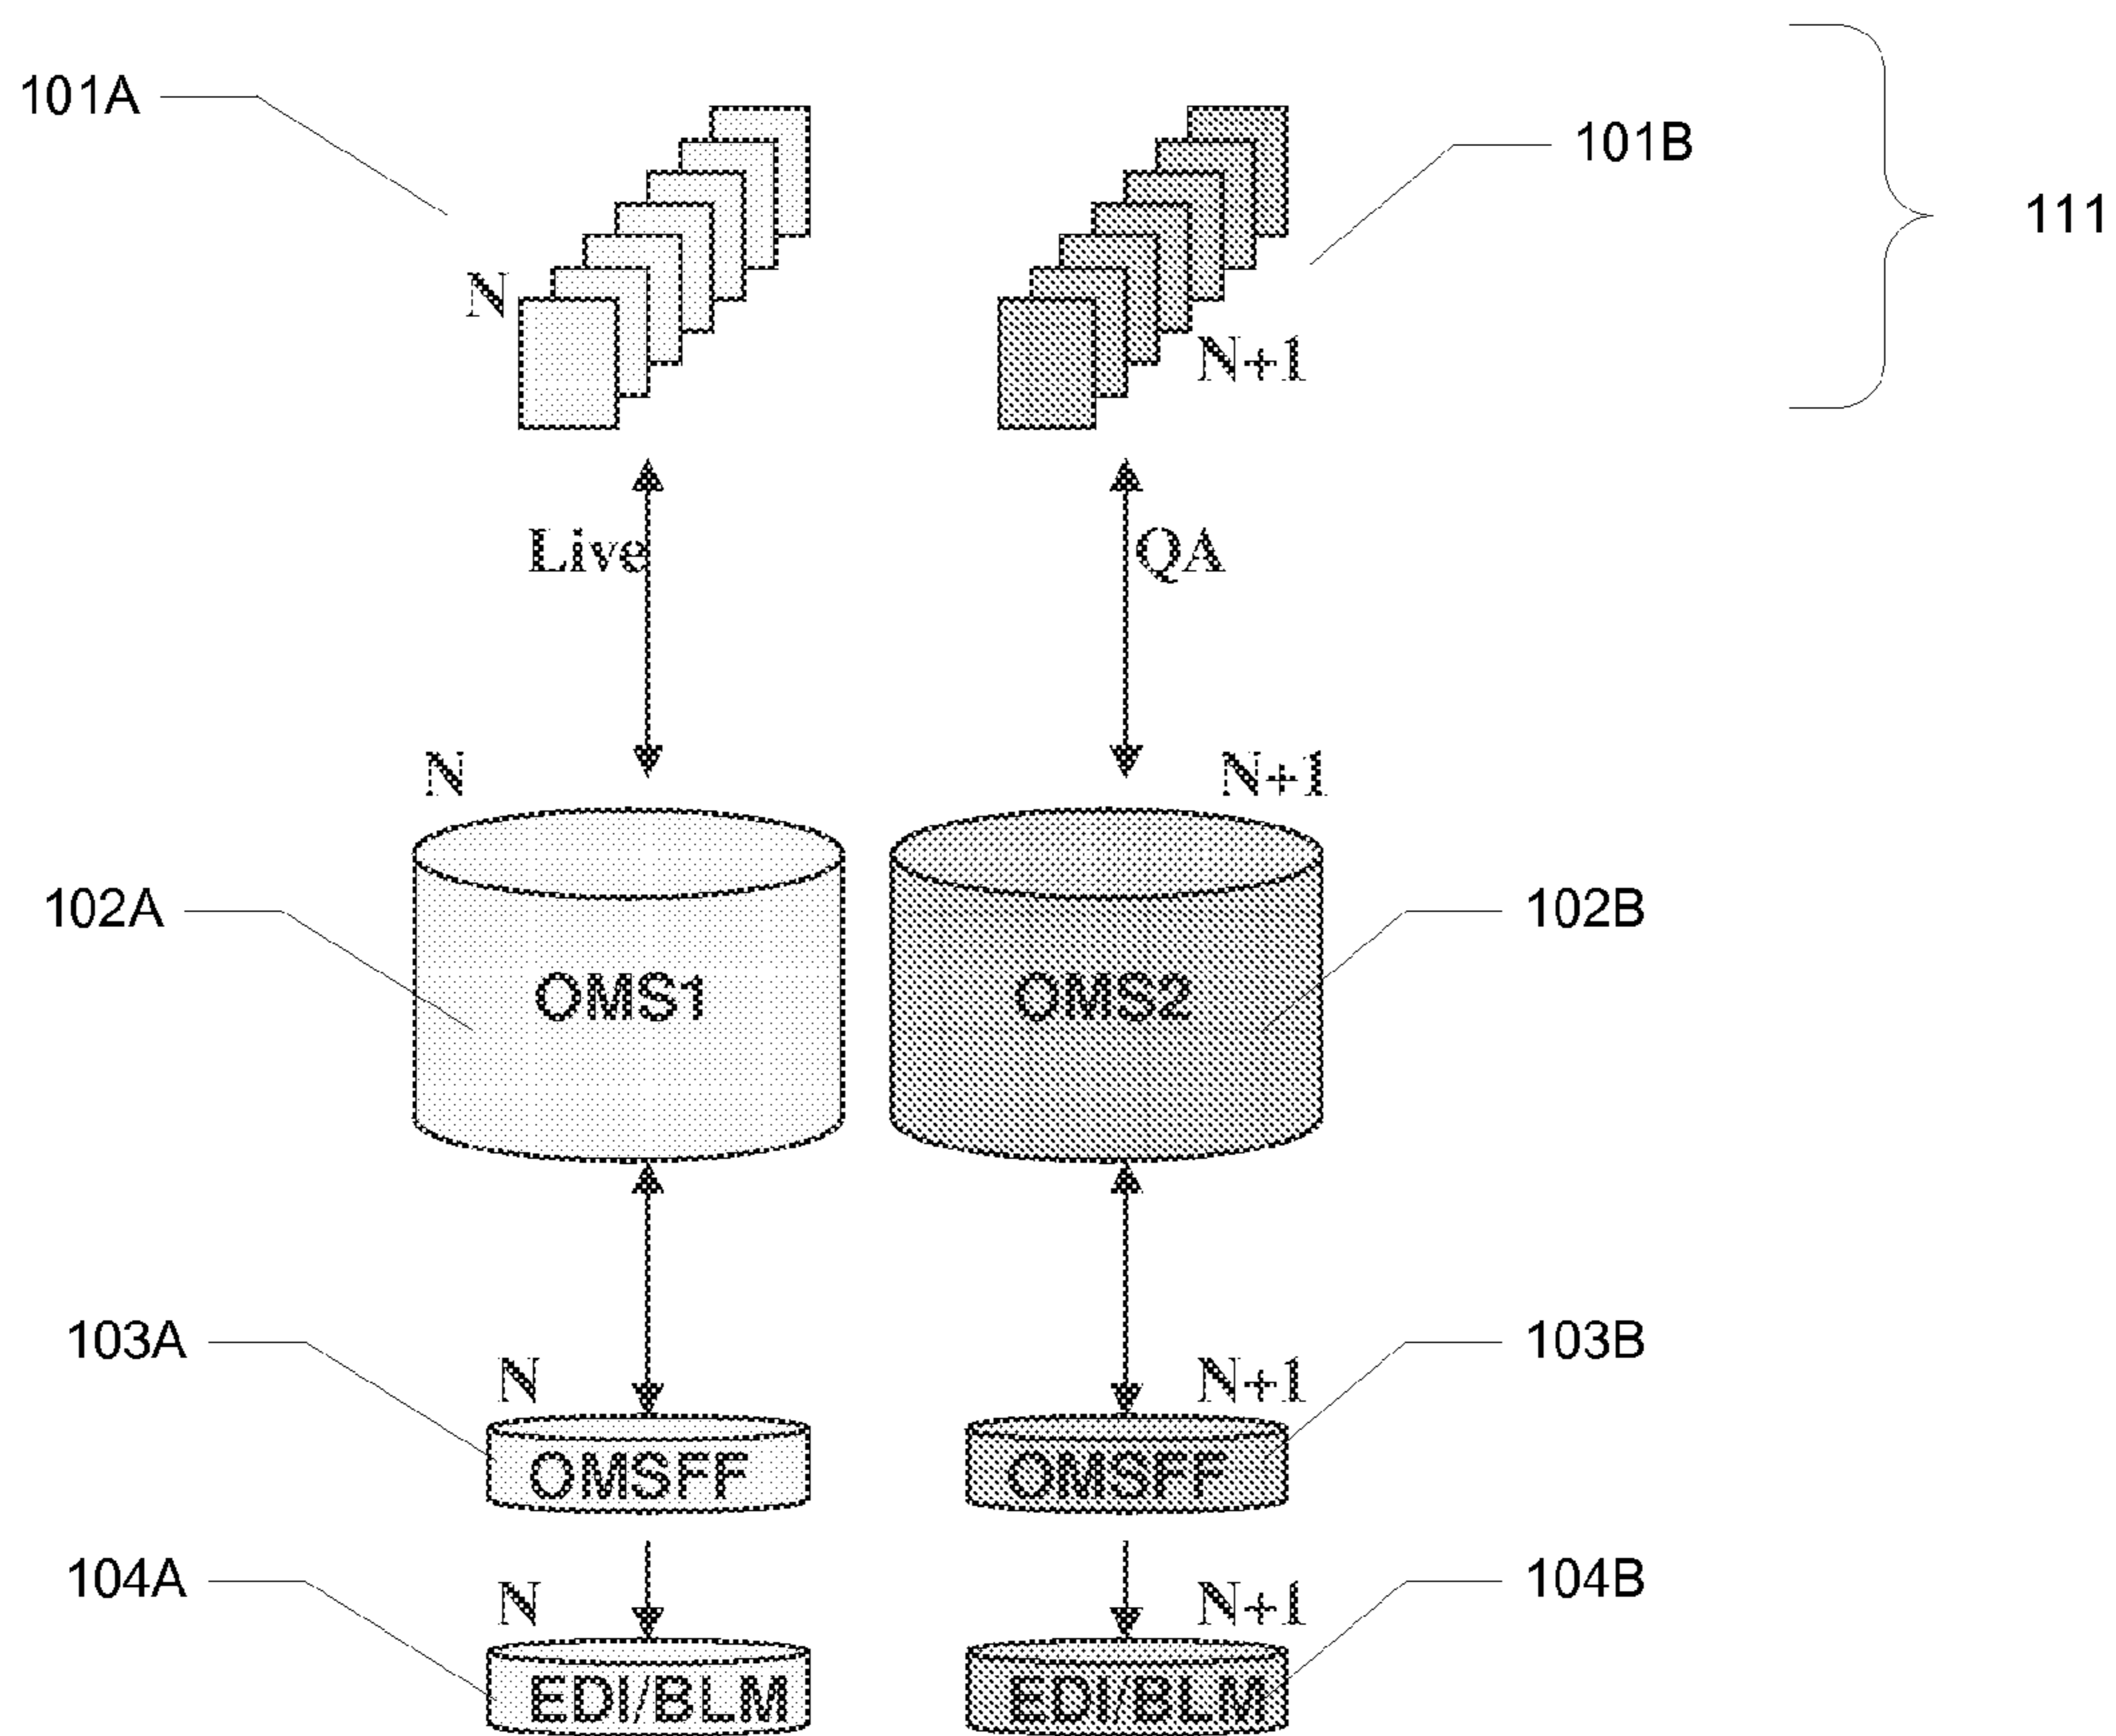 101A
101B
111
N
N+1
Live
QA
N
N+1
102A
102B
OMS1
OMS2
103A
103B
N
N+1
OMSFF
OMSFF
104A
104B
N
N+1
EDI/BLM
EDI/BLM